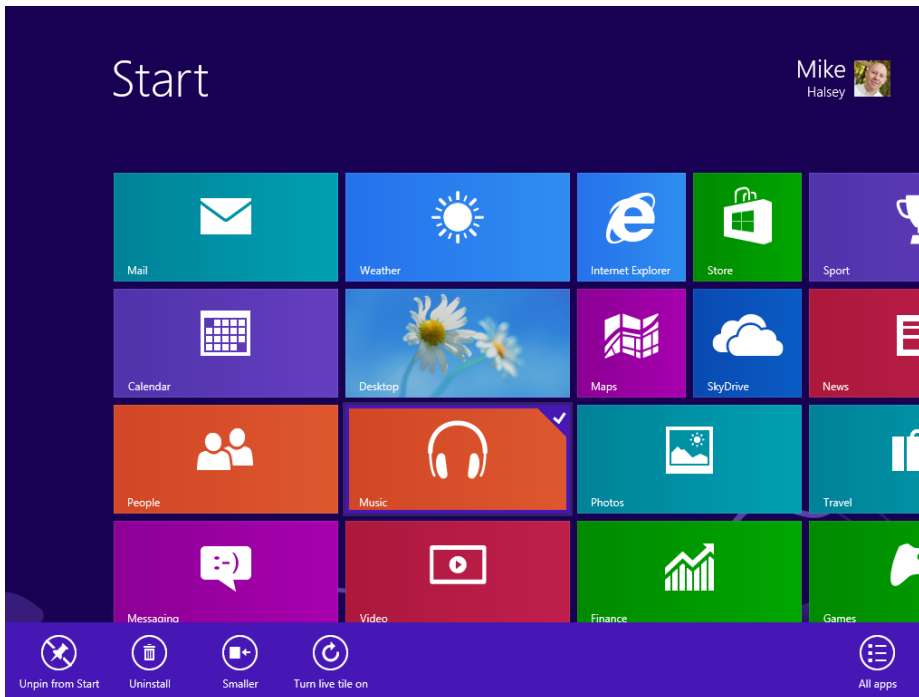 Start
Mike
Halsey
Mail
Weather
Internet Explorer
Store
Sport
Calendar
Desktop
Maps
SkyDrive
News
People
Music
Photos
Travel
:-)
Messaging
Video
Finance
Games
Unpin from Start
Uninstall
Smaller
Turn live tile on
All apps